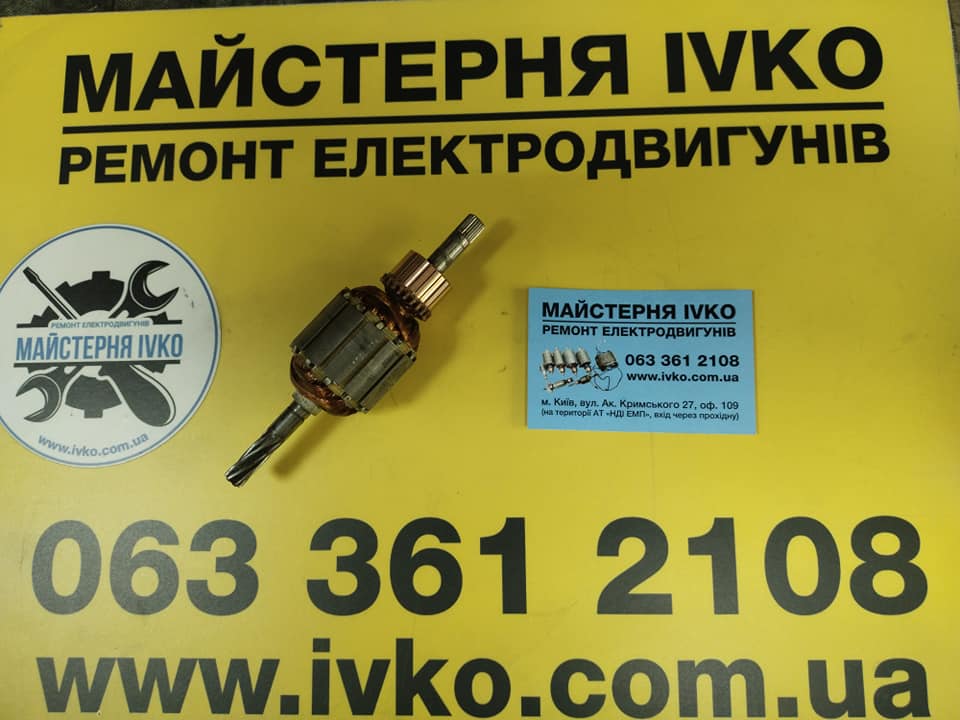 МАЙСТЕРНЯ IVKO
РЕМОНТ ЕЛЕКТРОДВИГУНІВ
РЕМОНТ ЕЛЕКТРОДВИГУНІВ
МАЙСТЕРНЯ IVKO
www.ivko.com.ua
МАЙСТЕРНЯ IVKO
РЕМОНТ ЕЛЕКТРОДВИГУНІВ
063 361 2108
www.ivko.com.ua
м. Київ, вул. Ак. Кримського 27, оф. 109
(на території АТ «НДІ ЕМП», вхід через прохідну)
063 361 2108
www.ivko.com.ua